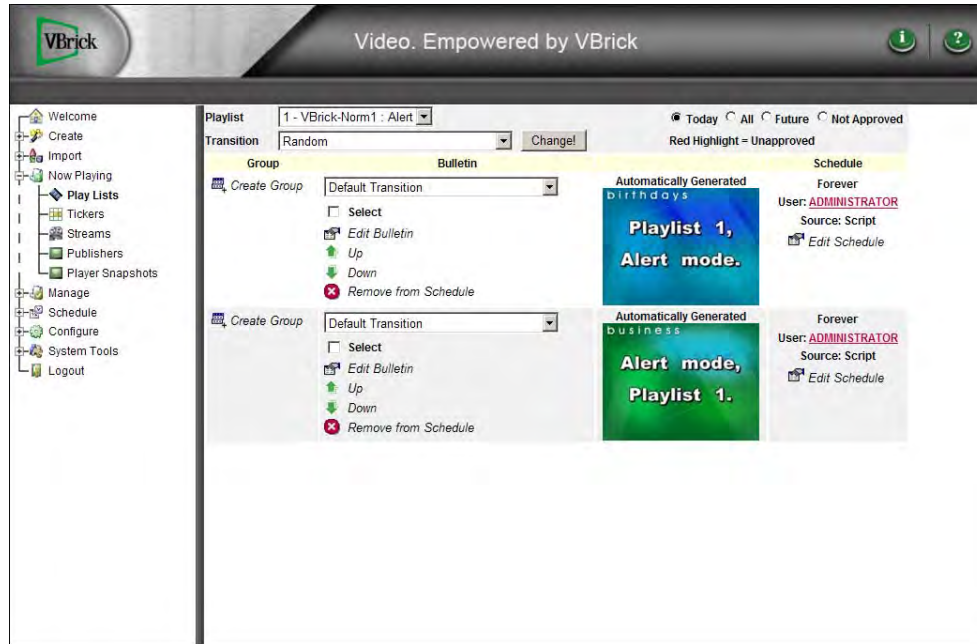 VBrick
Video. Empowered by VBrick
i
?
Welcome
Create
Import
Now Playing
Play Lists
Tickers
Streams
Publishers
Player Snapshots
Manage
Schedule
Configure
System Tools
Logout
Playlist 1 - VBrick-Norm1 : Alert Today All Future Not Approved
Transition Random Change! Red Highlight = Unapproved
Group Bulletin Schedule
Create Group Default Transition
Select
Edit Bulletin
Up
Down
Remove from Schedule
Automatically Generated
birthdays
Playlist 1,
Alert mode.
Forever
User: ADMINISTRATOR
Source: Script
Edit Schedule
Create Group Default Transition
Select
Edit Bulletin
Up
Down
Remove from Schedule
Automatically Generated
business
Alert mode,
Playlist 1.
Forever
User: ADMINISTRATOR
Source: Script
Edit Schedule